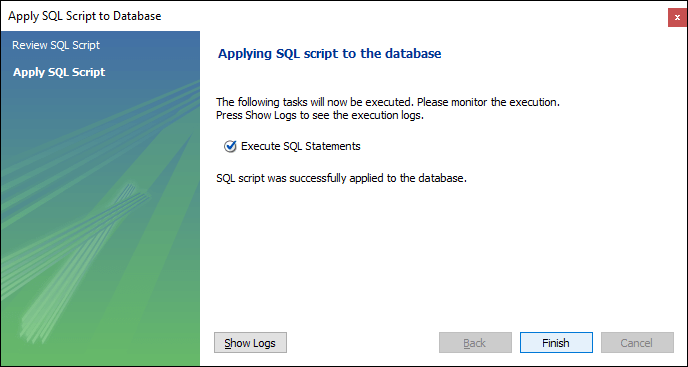 Apply SQL Script to Database
x
Review SQL Script
Apply SQL Script
Applying SQL script to the database
The following tasks will now be executed. Please monitor the execution.
Press Show Logs to see the execution logs.
Execute SQL Statements
SQL script was successfully applied to the database.
Show Logs
Back
Finish
Cancel